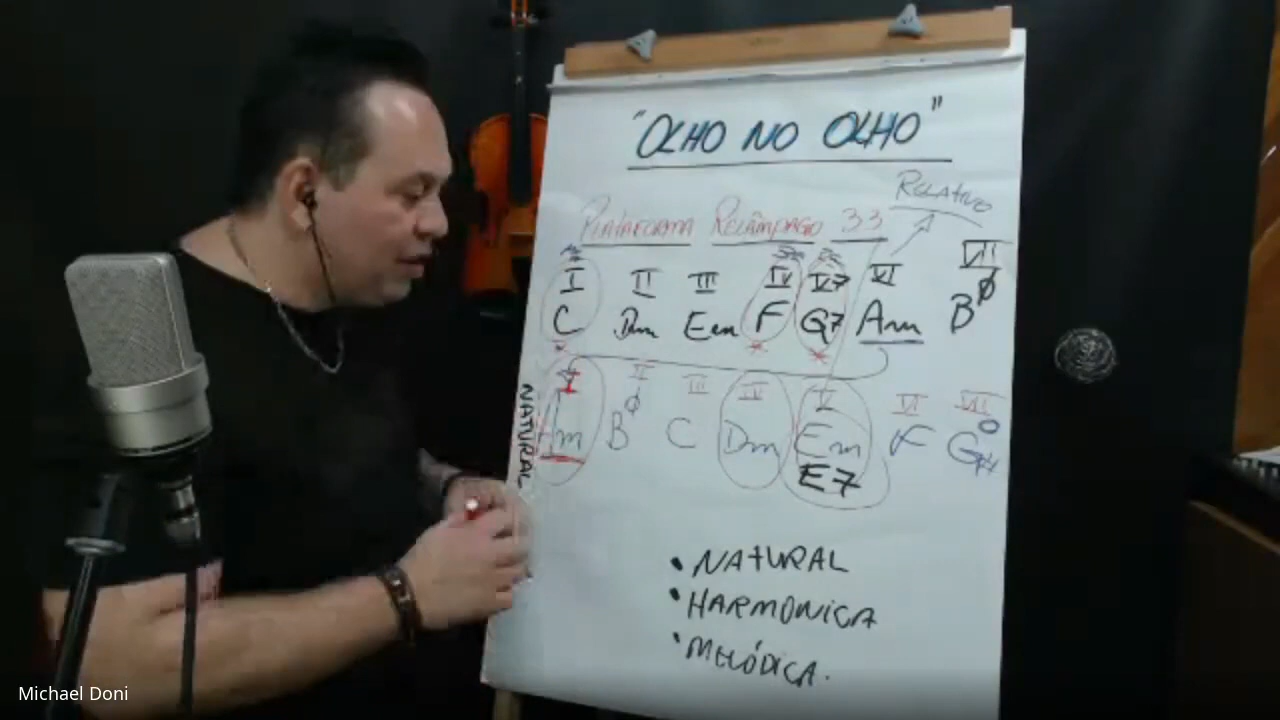 "OLHO NO OLHO"
RELATIVO
PLATAFORMA RELÂMPAGO 33
I II III IV V7 VI VII
C Dm Em F G7 Am Bø
I II III IV V VI VII
NATURAL
Am Bø C Dm Em F
E7
• NATURAL
• HARMONICA
• MELÓDICA.
Michael Doni